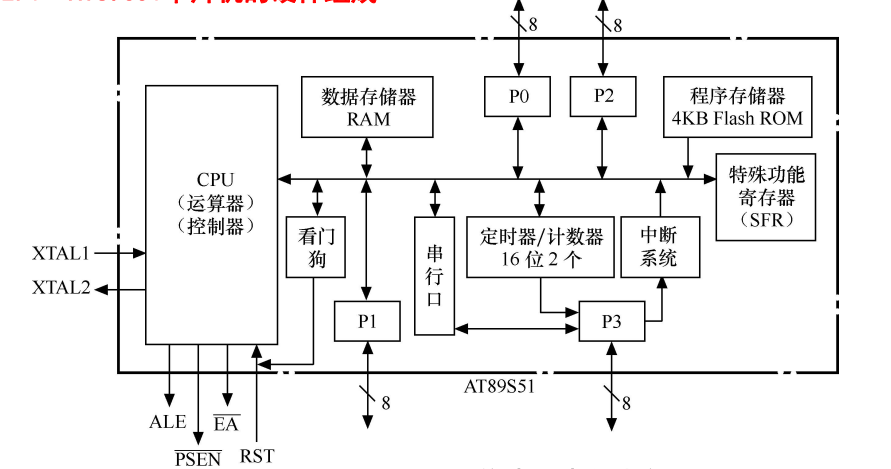 8
8
数据存储器
RAM
P0
P2
程序存储器
4KB Flash ROM
CPU
（运算器）
（控制器）
特殊功能
寄存器
（SFR）
看门
狗
串
行
口
定时器/计数器
16 位 2 个
中断
系统
XTAL1
XTAL2
P1
P3
AT89S51
8
8
ALE
EA
PSEN
RST